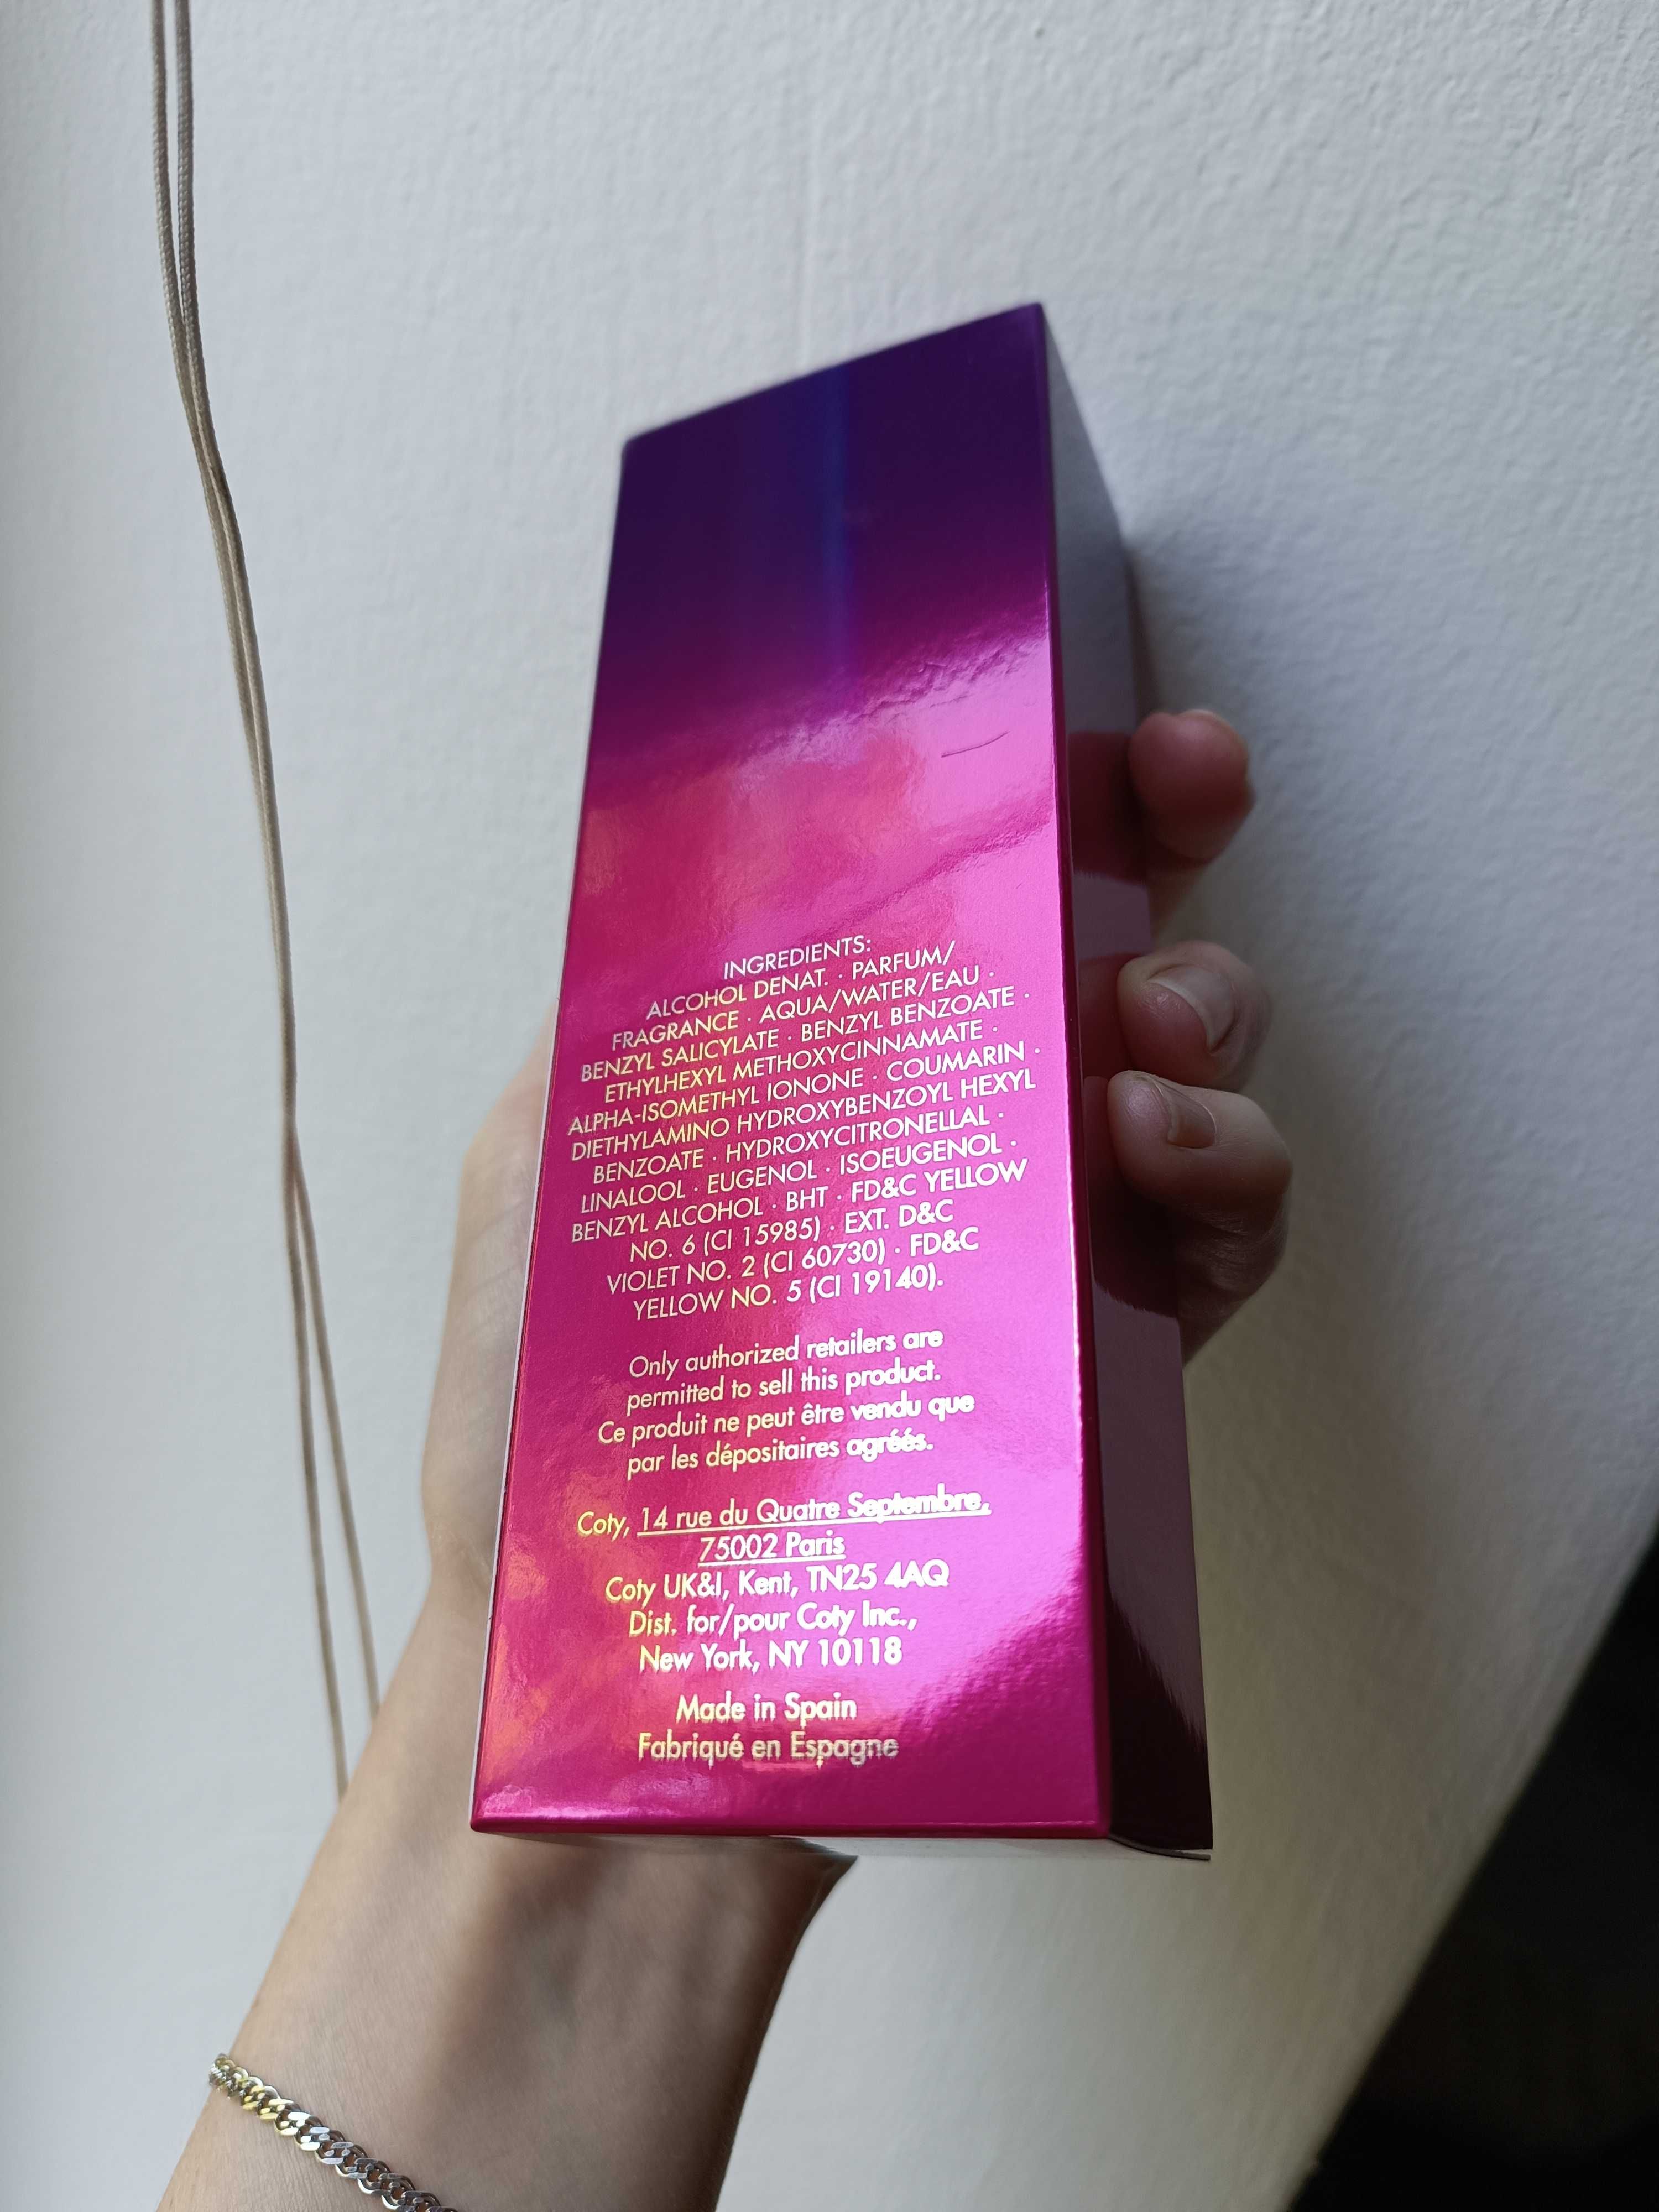 INGREDIENTS:
ALCOHOL DENAT. · PARFUM/
FRAGRANCE · AQUA/WATER/EAU ·
BENZYL SALICYLATE · BENZYL BENZOATE ·
ETHYLHEXYL METHOXYCINNAMATE ·
ALPHA-ISOMETHYL IONONE · COUMARIN ·
DIETHYLAMINO HYDROXYBENZOYL HEXYL
BENZOATE · HYDROXYCITRONELLAL ·
LINALOOL · EUGENOL · ISOEUGENOL ·
BENZYL ALCOHOL · BHT · FD&C YELLOW
NO. 6 (CI 15985) · EXT. D&C
VIOLET NO. 2 (CI 60730) · FD&C
YELLOW NO. 5 (CI 19140).
Only authorized retailers are
permitted to sell this product.
Ce produit ne peut être vendu que
par les dépositaires agréés.
Coty, 14 rue du Quatre Septembre,
75002 Paris
Coty UK&I, Kent, TN25 4AQ
Dist. for/pour Coty Inc.,
New York, NY 10118
Made in Spain
Fabriqué en Espagne